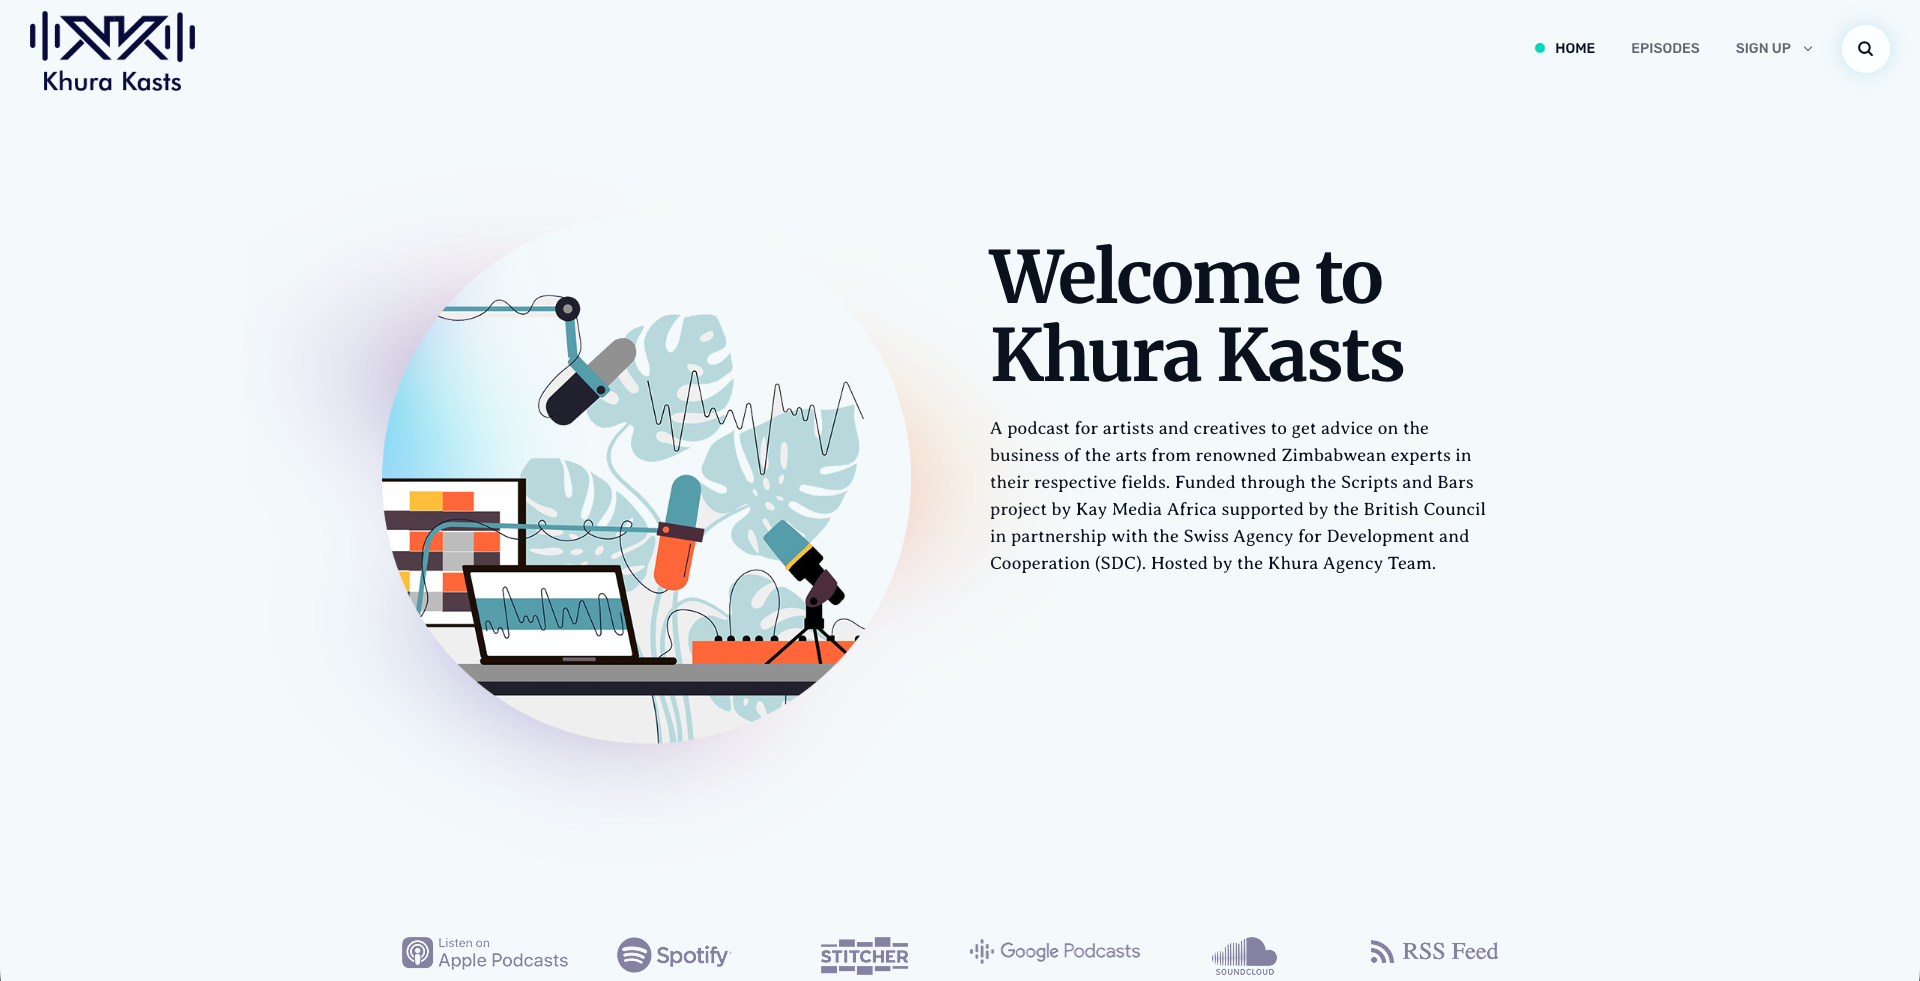 Khura Kasts
HOME
EPISODES
SIGN UP
Welcome to
Khura Kasts
A podcast for artists and creatives to get advice on the
business of the arts from renowned Zimbabwean experts in
their respective fields. Funded through the Scripts and Bars
project by Kay Media Africa supported by the British Council
in partnership with the Swiss Agency for Development and
Cooperation (SDC). Hosted by the Khura Agency Team.
Listen on
Apple Podcasts
Spotify
STITCHER
Google Podcasts
SOUNDCLOUD
RSS Feed